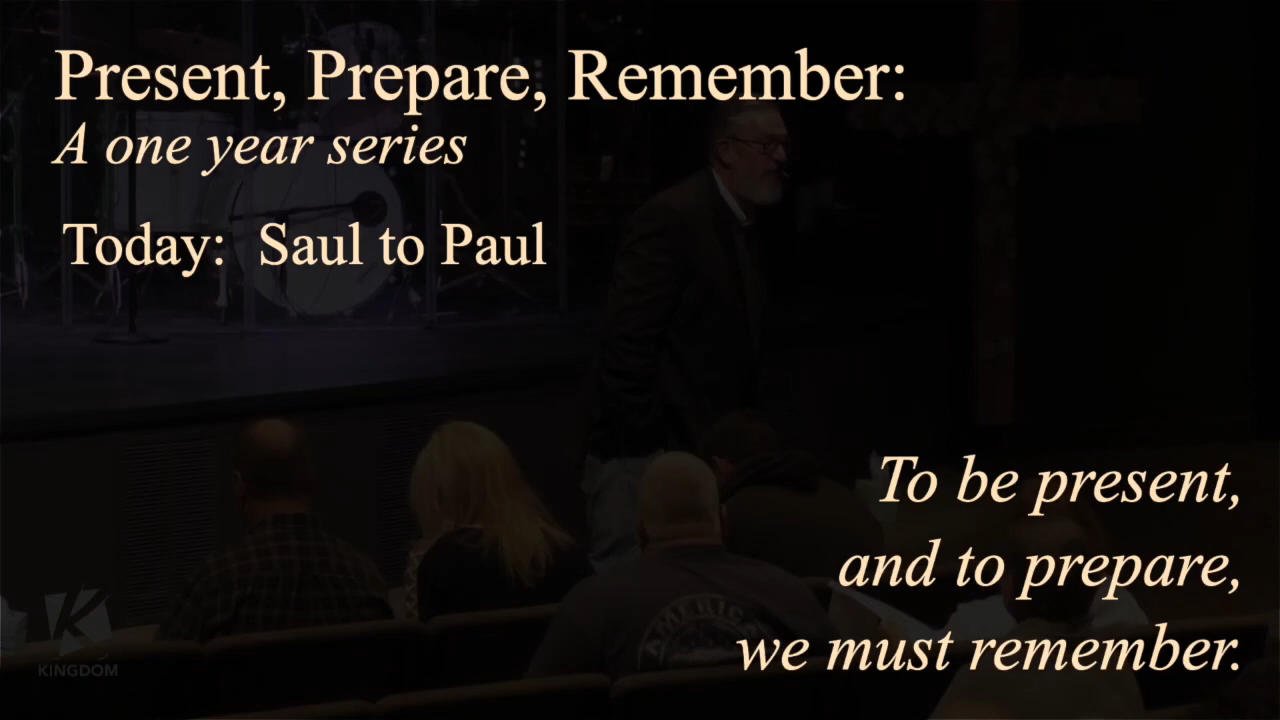 Present, Prepare, Remember:
A one year series
Today: Saul to Paul
To be present,
and to prepare,
we must remember.
AMERICA
K
KINGDOM